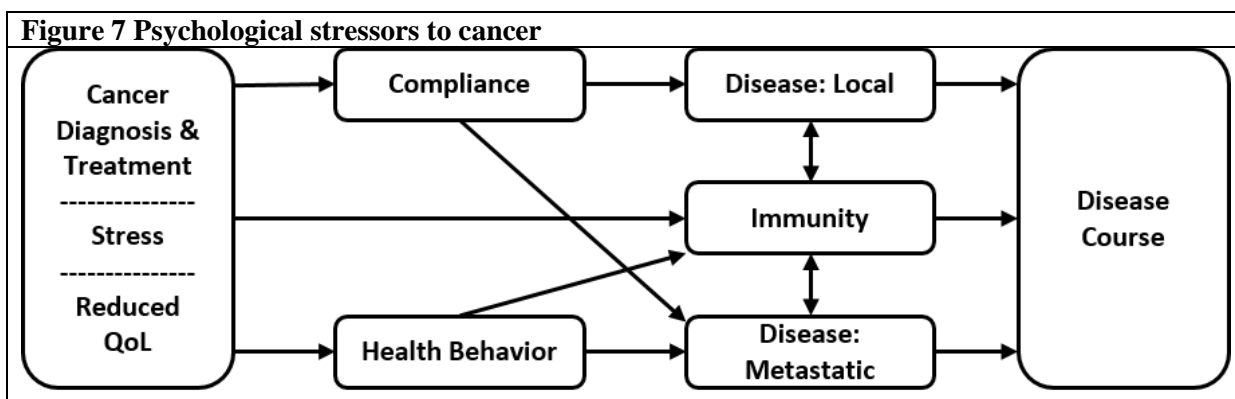 Figure 7 Psychological stressors to cancer
Cancer
Diagnosis &
Treatment
---------------
Stress
---------------
Reduced
QoL
Compliance
Health Behavior
Disease: Local
Immunity
Disease:
Metastatic
Disease
Course